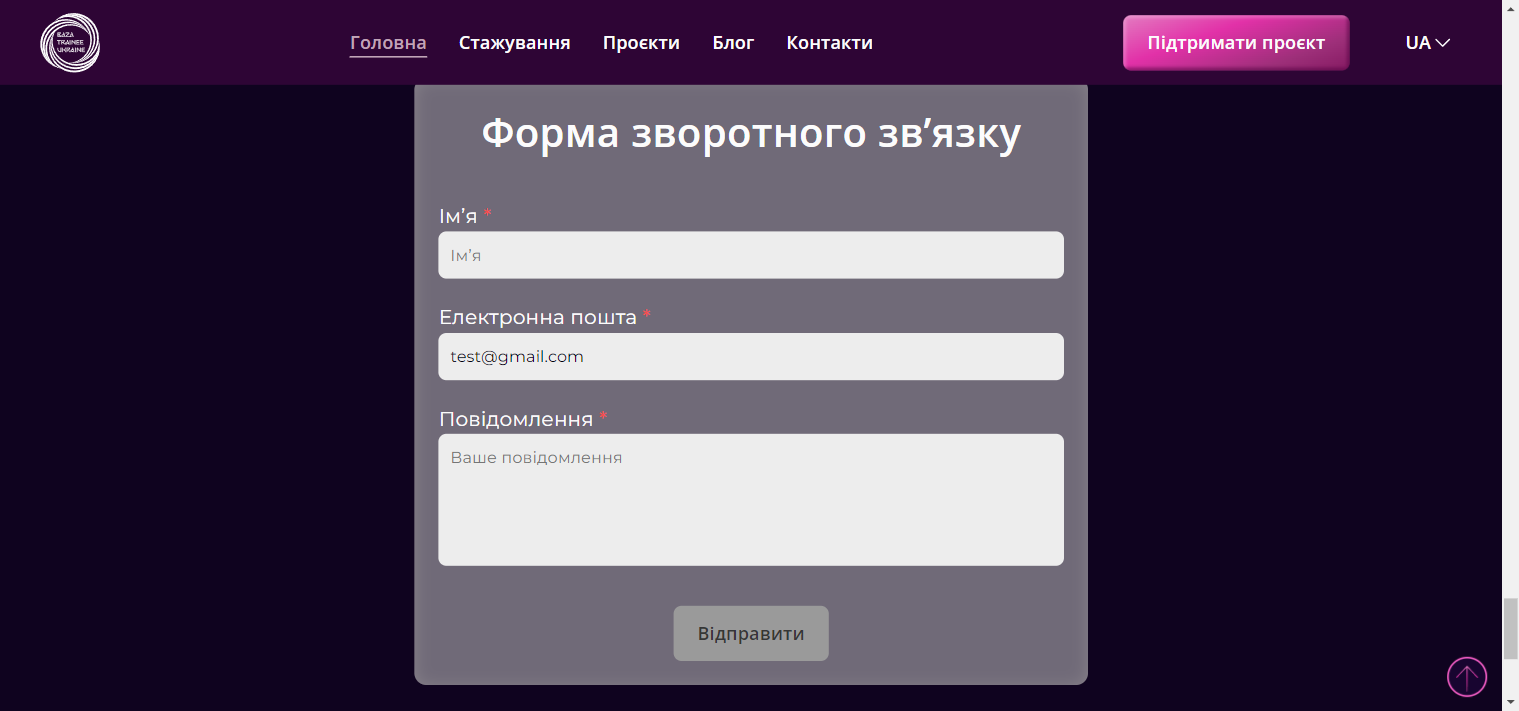 BAZA
TRAINEE
UKRAINE
Головна Стажування Проєкти Блог Контакти
Підтримати проєкт
UA
Форма зворотного зв’язку
Ім’я *
Ім’я
Електронна пошта *
test@gmail.com
Повідомлення *
Ваше повідомлення
Відправити